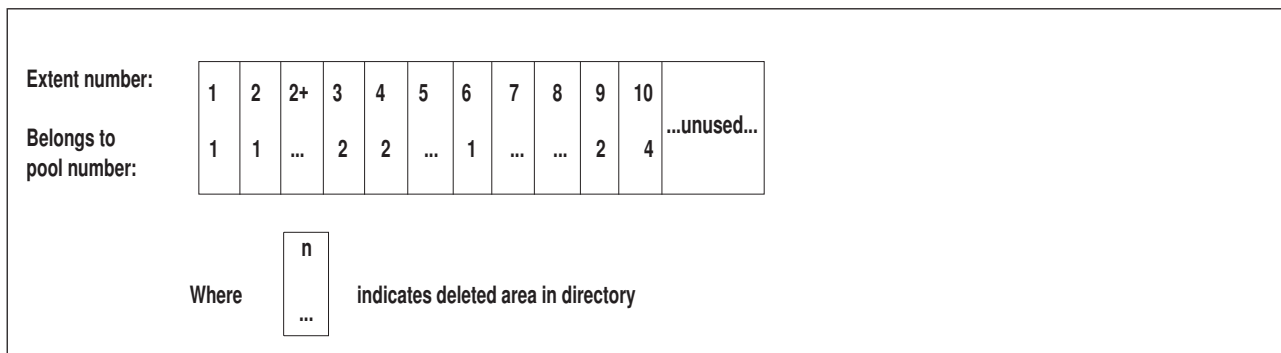 Extent number: 1 2 2+ 3 4 5 6 7 8 9 10
...unused...
Belongs to
pool number: 1 1 ... 2 2 ... 1 ... ... 2 4
n
Where ... indicates deleted area in directory